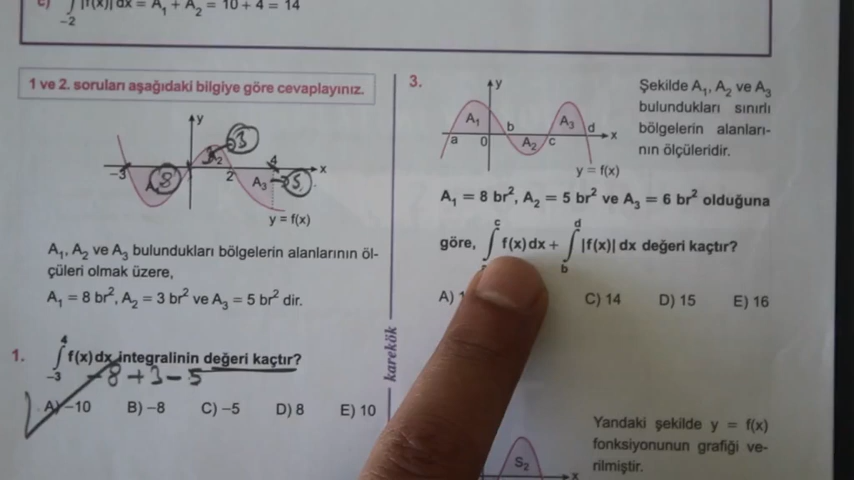 c) ∫₋₂ |f(x)| dx = A₁ + A₂ = 10 + 4 = 14
1 ve 2. soruları aşağıdaki bilgiye göre cevaplayınız.
y
3
A₂
–3
8
2
4
x
A₃
5
y = f(x)
A₁, A₂ ve A₃ bulundukları bölgelerin alanlarının öl-
çüleri olmak üzere,
A₁ = 8 br², A₂ = 3 br² ve A₃ = 5 br² dir.
1. ∫₋₃⁴ f(x) dx integralinin değeri kaçtır?
–8 + 3 – 5
A) –10 B) –8 C) –5 D) 8 E) 10
karekök
3.
y
A₁
b
A₃
d
x
a
0
A₂
c
y = f(x)
Şekilde A₁, A₂ ve A₃
bulundukları sınırlı
bölgelerin alanları-
nın ölçüleridir.
A₁ = 8 br², A₂ = 5 br² ve A₃ = 6 br² olduğuna
göre, ∫ᶜ f(x) dx + ∫_b^d |f(x)| dx değeri kaçtır?
A) C) 14 D) 15 E) 16
Yandaki şekilde y = f(x)
fonksiyonunun grafiği ve-
rilmiştir.
S₂
x